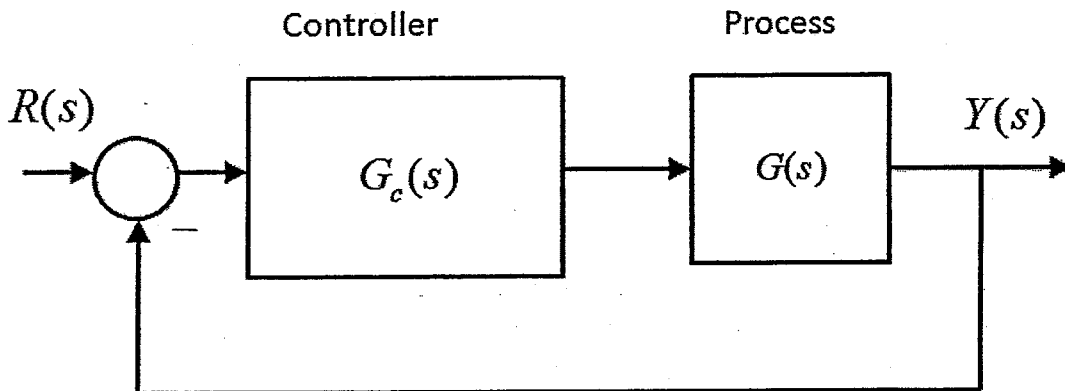 Controller
Process
R(s)
Y(s)
G_c(s)
G(s)
−